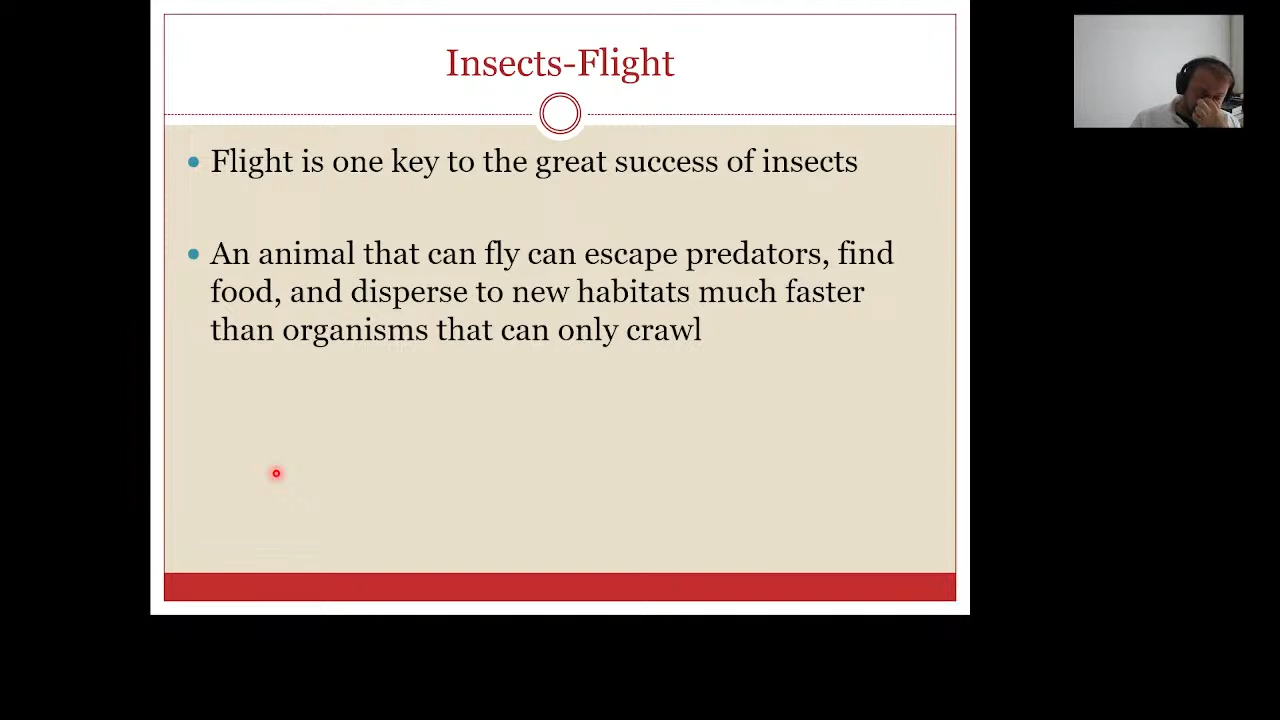 Insects-Flight
Flight is one key to the great success of insects
An animal that can fly can escape predators, find
food, and disperse to new habitats much faster
than organisms that can only crawl